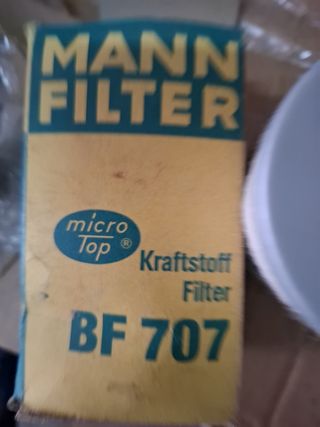 MANN
FILTER
micro
Top ®
Kraftstoff
Filter
BF 707